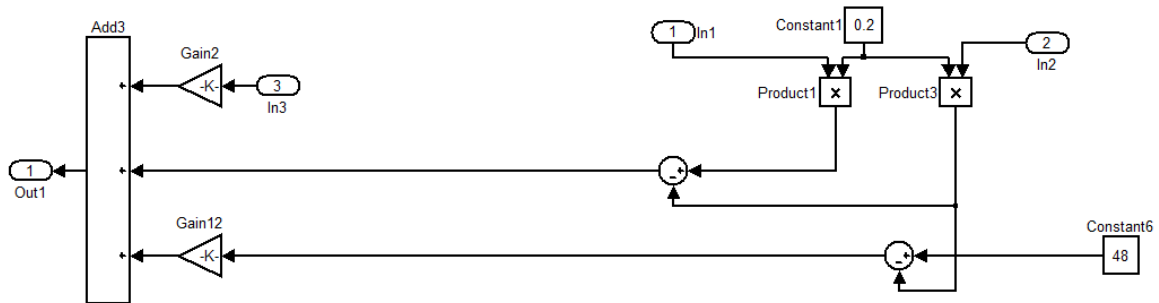 Add3
Gain2
-K-
3
In3
1
In1
Constant1
0.2
2
In2
Product1
×
Product3
×
+
+
+
1
Out1
-
+
Gain12
-K-
-
+
Constant6
48